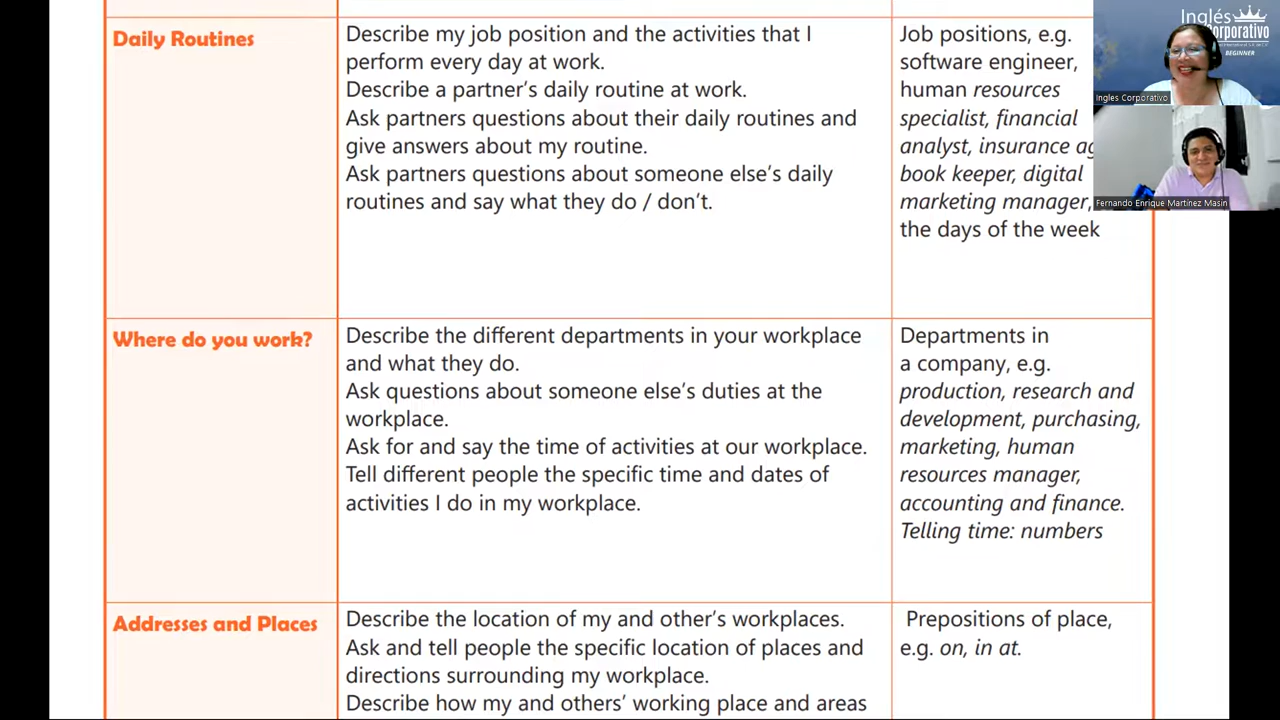 Daily Routines
Describe my job position and the activities that I
perform every day at work.
Describe a partner's daily routine at work.
Ask partners questions about their daily routines and
give answers about my routine.
Ask partners questions about someone else's daily
routines and say what they do / don't.
Job positions, e.g.
software engineer,
human resources
specialist, financial
analyst, insurance ag
book keeper, digital
marketing manager,
the days of the week
Where do you work?
Describe the different departments in your workplace
and what they do.
Ask questions about someone else's duties at the
workplace.
Ask for and say the time of activities at our workplace.
Tell different people the specific time and dates of
activities I do in my workplace.
Departments in
a company, e.g.
production, research and
development, purchasing,
marketing, human
resources manager,
accounting and finance.
Telling time: numbers
Addresses and Places
Describe the location of my and other's workplaces.
Ask and tell people the specific location of places and
directions surrounding my workplace.
Describe how my and others' working place and areas
Prepositions of place,
e.g. on, in at.
Inglés
Corporativo
BEGINNER
Ingles Corporativo
Fernando Enrique Martínez Masin